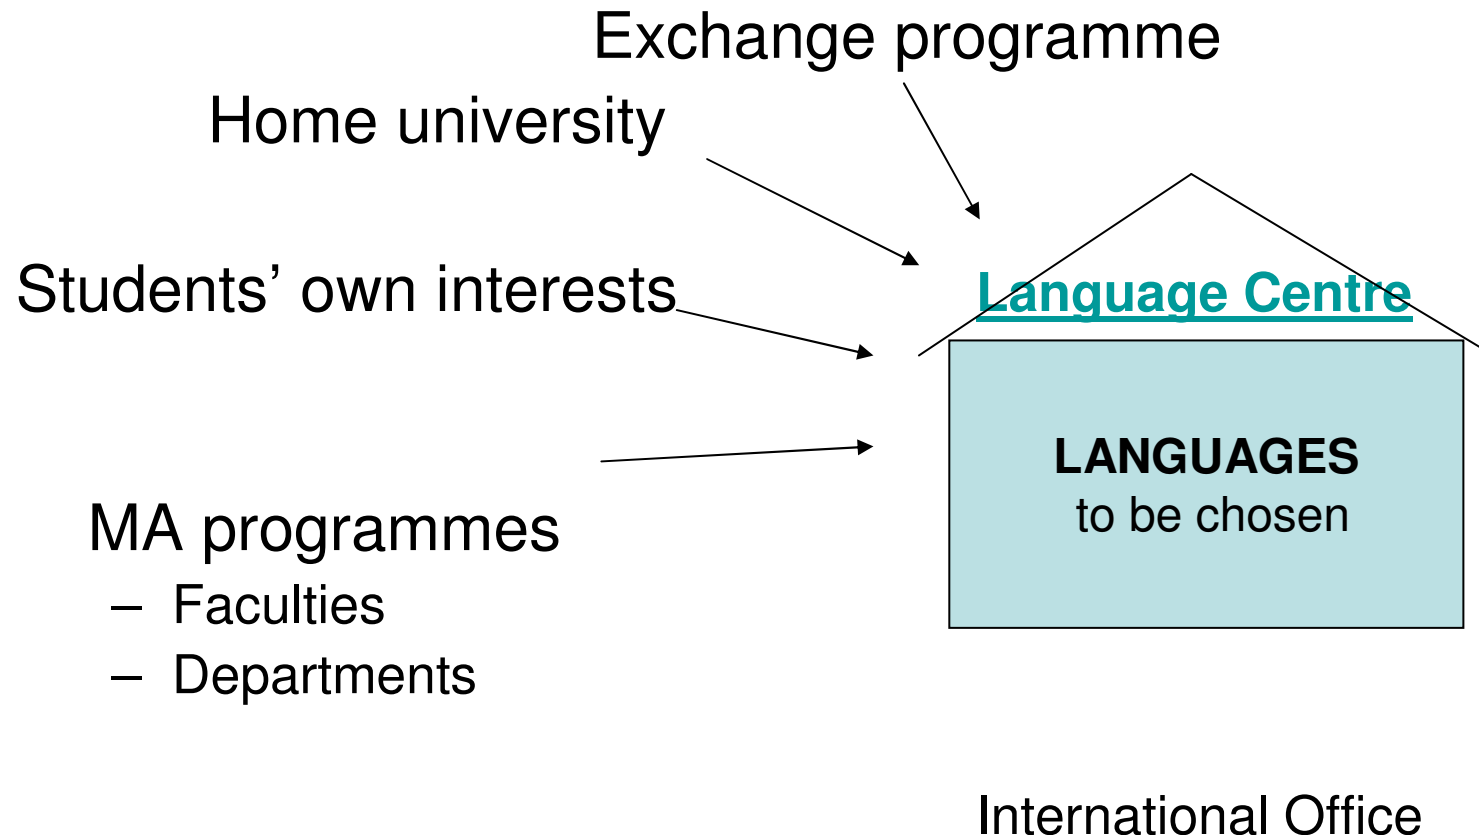 Exchange programme
Home university
Students’ own interests
Language Centre
LANGUAGES
to be chosen
MA programmes
– Faculties
– Departments
International Office